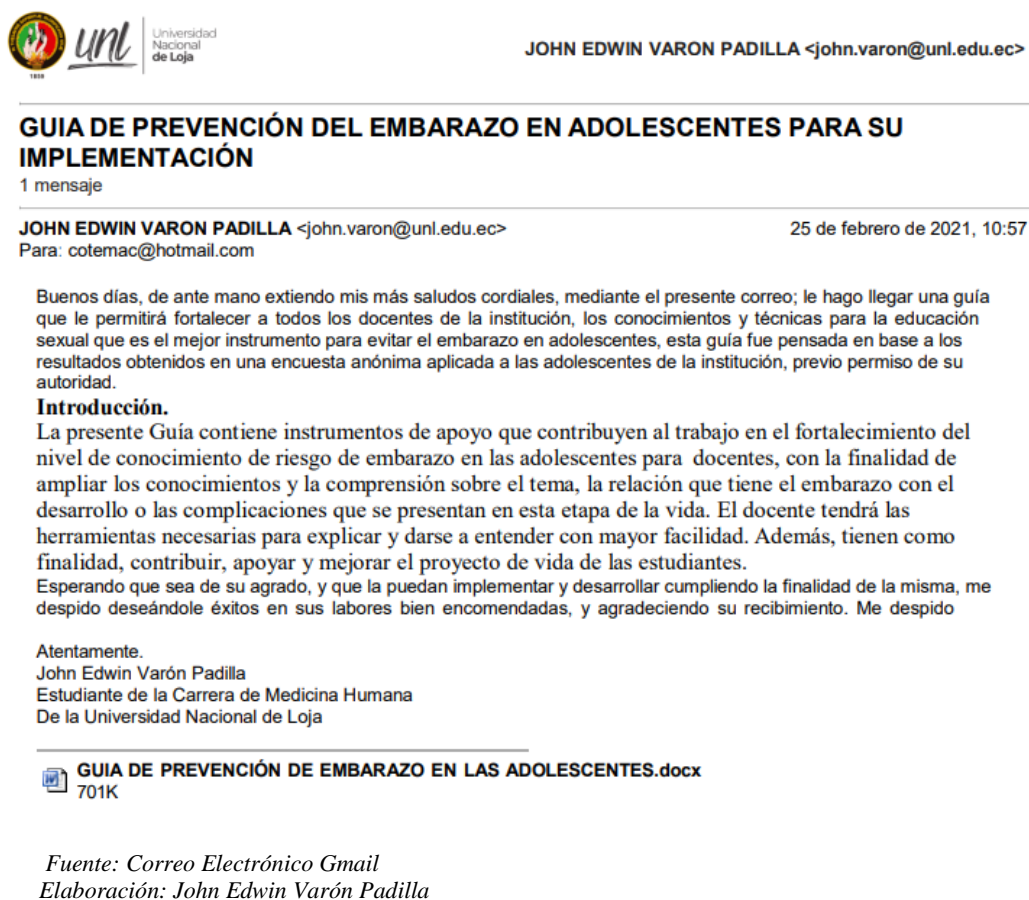 unl
Universidad
Nacional
de Loja
1859
JOHN EDWIN VARON PADILLA <john.varon@unl.edu.ec>
GUIA DE PREVENCIÓN DEL EMBARAZO EN ADOLESCENTES PARA SU
IMPLEMENTACIÓN
1 mensaje
JOHN EDWIN VARON PADILLA <john.varon@unl.edu.ec>
25 de febrero de 2021, 10:57
Para: cotemac@hotmail.com
Buenos días, de ante mano extiendo mis más saludos cordiales, mediante el presente correo; le hago llegar una guía
que le permitirá fortalecer a todos los docentes de la institución, los conocimientos y técnicas para la educación
sexual que es el mejor instrumento para evitar el embarazo en adolescentes, esta guía fue pensada en base a los
resultados obtenidos en una encuesta anónima aplicada a las adolescentes de la institución, previo permiso de su
autoridad.
Introducción.
La presente Guía contiene instrumentos de apoyo que contribuyen al trabajo en el fortalecimiento del
nivel de conocimiento de riesgo de embarazo en las adolescentes para docentes, con la finalidad de
ampliar los conocimientos y la comprensión sobre el tema, la relación que tiene el embarazo con el
desarrollo o las complicaciones que se presentan en esta etapa de la vida. El docente tendrá las
herramientas necesarias para explicar y darse a entender con mayor facilidad. Además, tienen como
finalidad, contribuir, apoyar y mejorar el proyecto de vida de las estudiantes.
Esperando que sea de su agrado, y que la puedan implementar y desarrollar cumpliendo la finalidad de la misma, me
despido deseándole éxitos en sus labores bien encomendadas, y agradeciendo su recibimiento. Me despido
Atentamente.
John Edwin Varón Padilla
Estudiante de la Carrera de Medicina Humana
De la Universidad Nacional de Loja
GUIA DE PREVENCIÓN DE EMBARAZO EN LAS ADOLESCENTES.docx
701K
Fuente: Correo Electrónico Gmail
Elaboración: John Edwin Varón Padilla